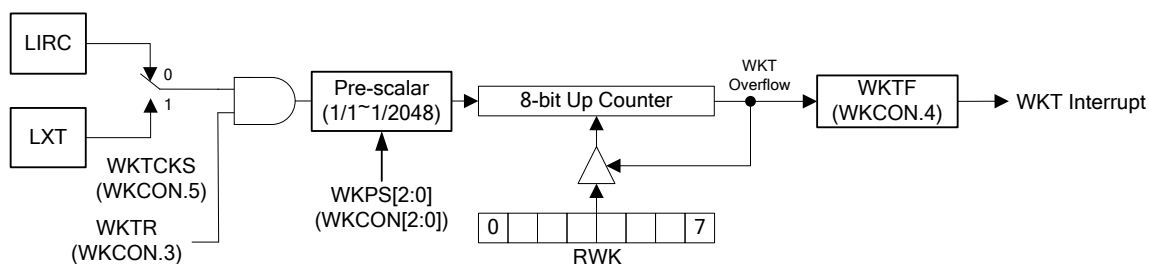 LIRC
LXT
0
1
WKTCKS
(WKCON.5)
WKTR
(WKCON.3)
Pre-scalar
(1/1~1/2048)
WKPS[2:0]
(WKCON[2:0])
8-bit Up Counter
0
7
RWK
WKT
Overflow
WKTF
(WKCON.4)
WKT Interrupt